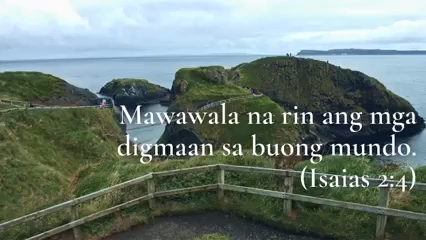 Mawawala na rin ang mga
digmaan sa buong mundo.
(Isaias 2:4)